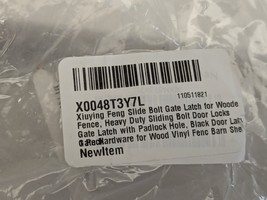 110511821
X0048T3Y7L
Xiuying Feng Slide Bolt Gate Latch for Woode
Fence, Heavy Duty Sliding Bolt Door Locks
Gate Latch with Padlock Hole, Black Door Latc
Hardware for Wood Vinyl Fenc Barn She
NewItem